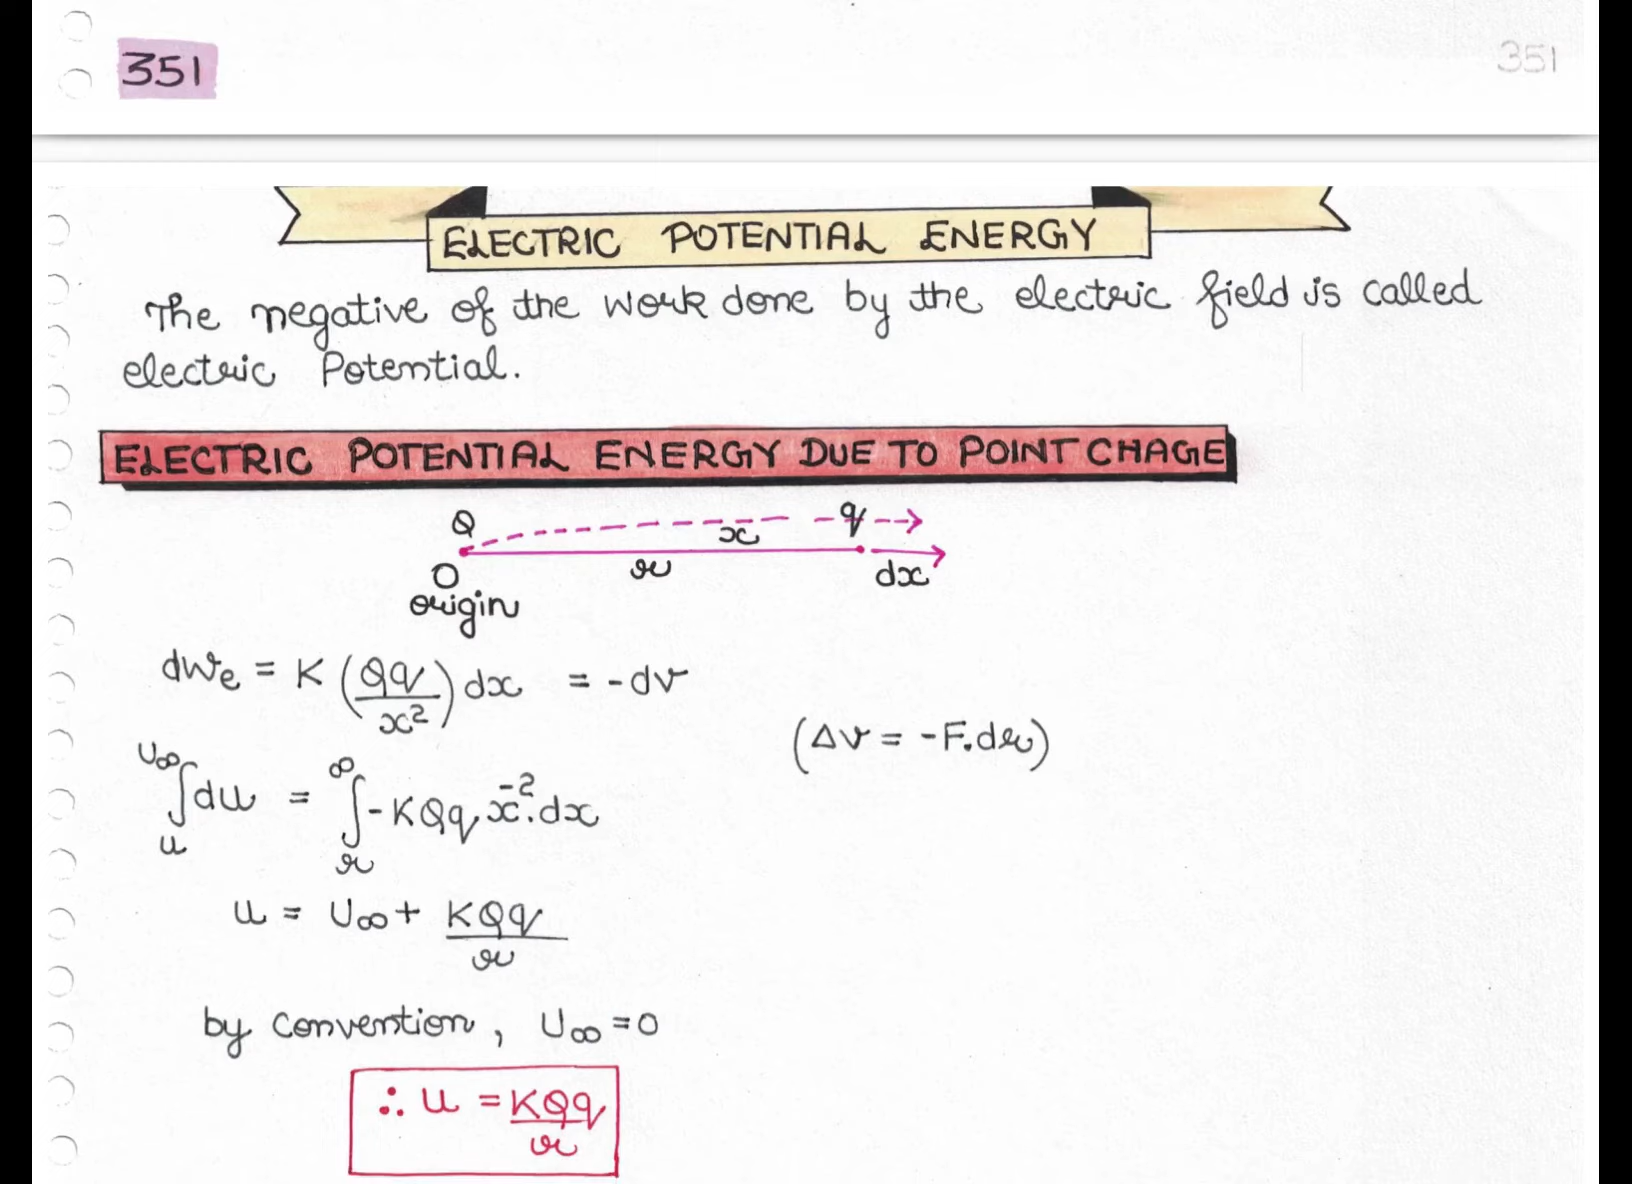 351
351
ELECTRIC POTENTIAL ENERGY
The negative of the work done by the electric field is called
electric Potential.
ELECTRIC POTENTIAL ENERGY DUE TO POINT CHAGE
Q x q
O r dx
origin
dWe = K (Qq/x²) dx = -dv
(Δv = -F.dr)
U∞∫u du = ∞∫r -KQq x⁻².dx
u = U∞ + KQq/r
by convention, U∞ = 0
∴ u = KQq/r